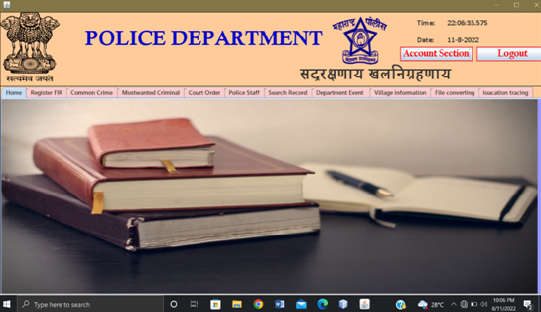 POLICE DEPARTMENT
Time: 22:06:35.575
Date: 11-8-2022
Account Section Logout
सत्यमेव जयते
महाराष्ट्र पोलीस
सद्रक्षणाय खलनिग्रहणाय
Home Register FIR Common Crime Mostwanted Criminal Court Order Police Staff Search Record Department Event Village information File converting loacation tracing
Type here to search
28°C
10:06 PM
8/11/2022